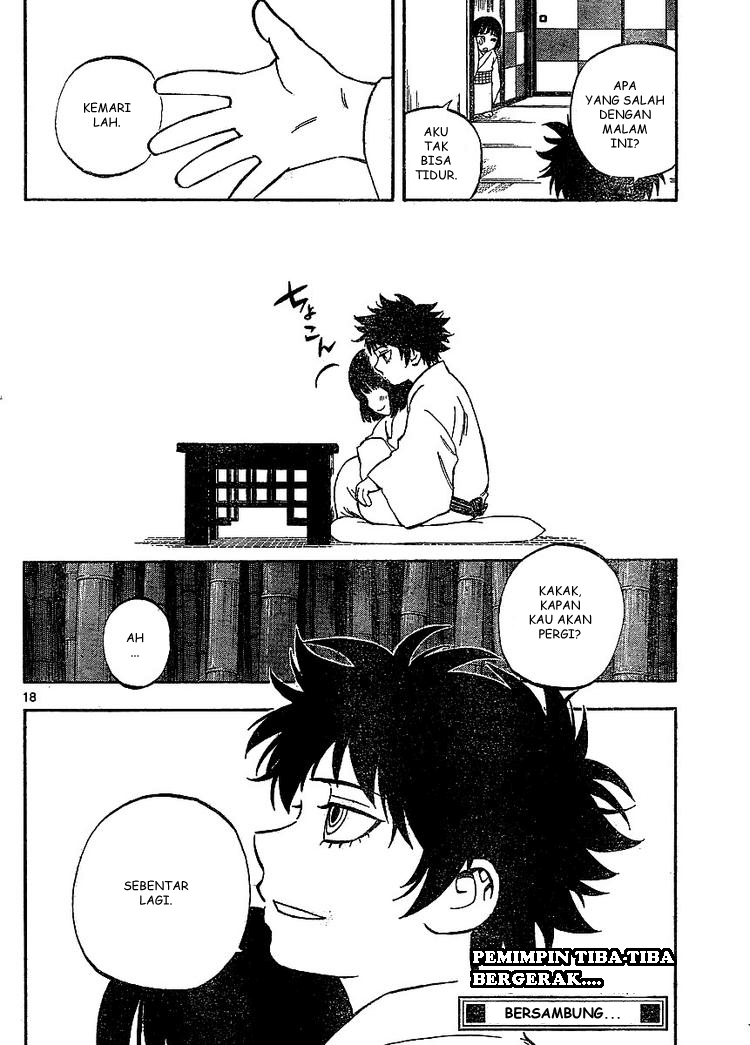 APA
YANG SALAH
DENGAN
MALAM
INI?
AKU
TAK
BISA
TIDUR.
KEMARI
LAH.
ちょこん
KAKAK,
KAPAN
KAU AKAN
PERGI?
AH
...
18
SEBENTAR
LAGI.
PEMIMPIN TIBA-TIBA
BERGERAK....
BERSAMBUNG...